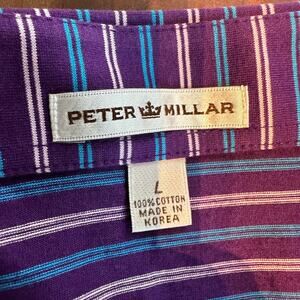 PETER MILLAR
L
100% COTTON
MADE IN
KOREA